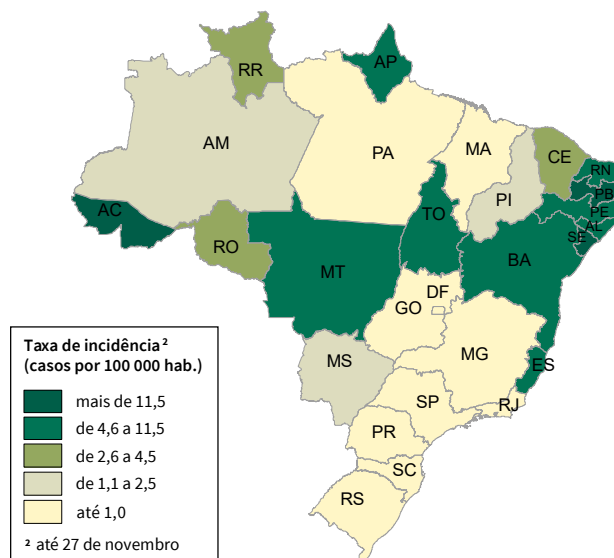 RR
AP
AM
PA
MA
CE
RN
PB
PI
PE
AL
AC
TO
SE
RO
BA
MT
DF
GO
MS
MG
ES
SP
RJ
PR
SC
RS
Taxa de incidência ²
(casos por 100 000 hab.)
mais de 11,5
de 4,6 a 11,5
de 2,6 a 4,5
de 1,1 a 2,5
até 1,0
² até 27 de novembro